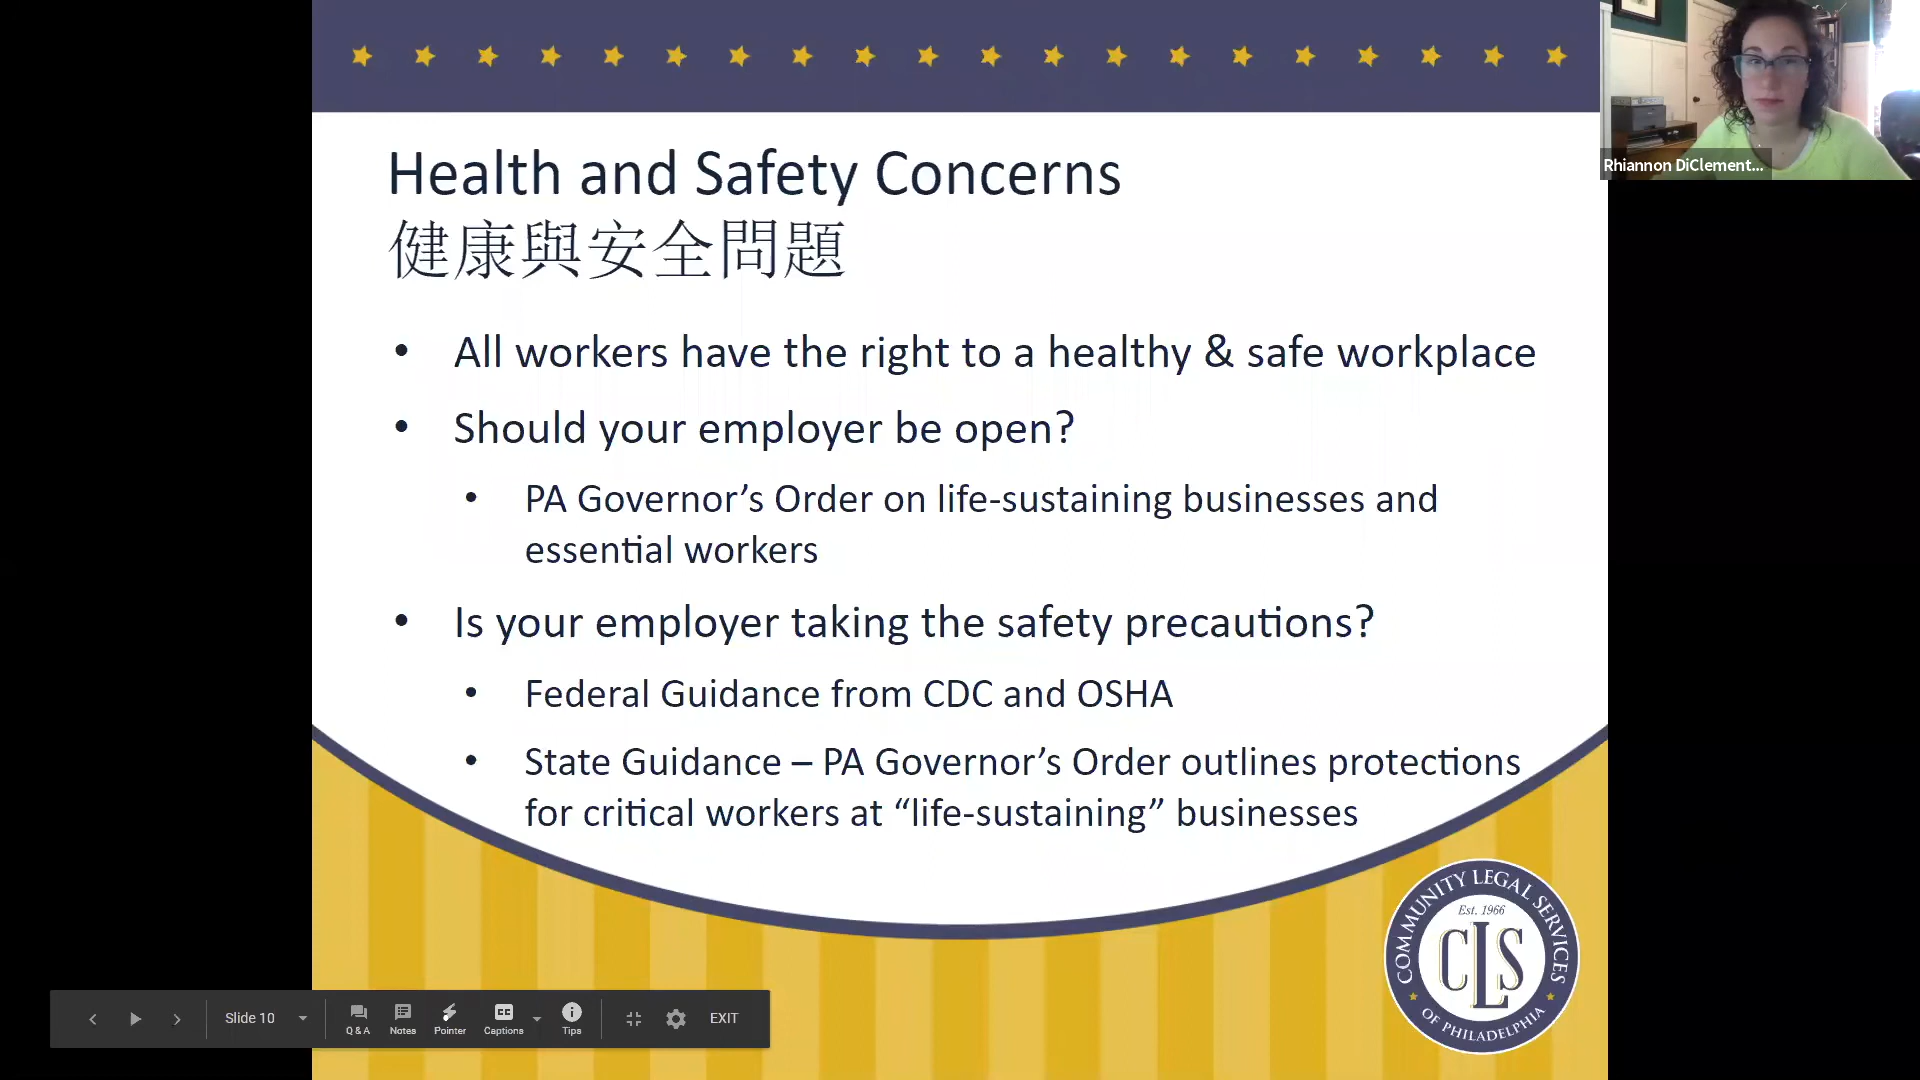 Health and Safety Concerns
健康與安全問題
• All workers have the right to a healthy & safe workplace
• Should your employer be open?
• PA Governor’s Order on life-sustaining businesses and
essential workers
• Is your employer taking the safety precautions?
• Federal Guidance from CDC and OSHA
• State Guidance – PA Governor’s Order outlines protections
for critical workers at “life-sustaining” businesses
Rhiannon DiClement...
COMMUNITY LEGAL SERVICES
Est. 1966
CLS
OF PHILADELPHIA
Slide 10
Q & A
Notes
Pointer
CC
Captions
Tips
EXIT